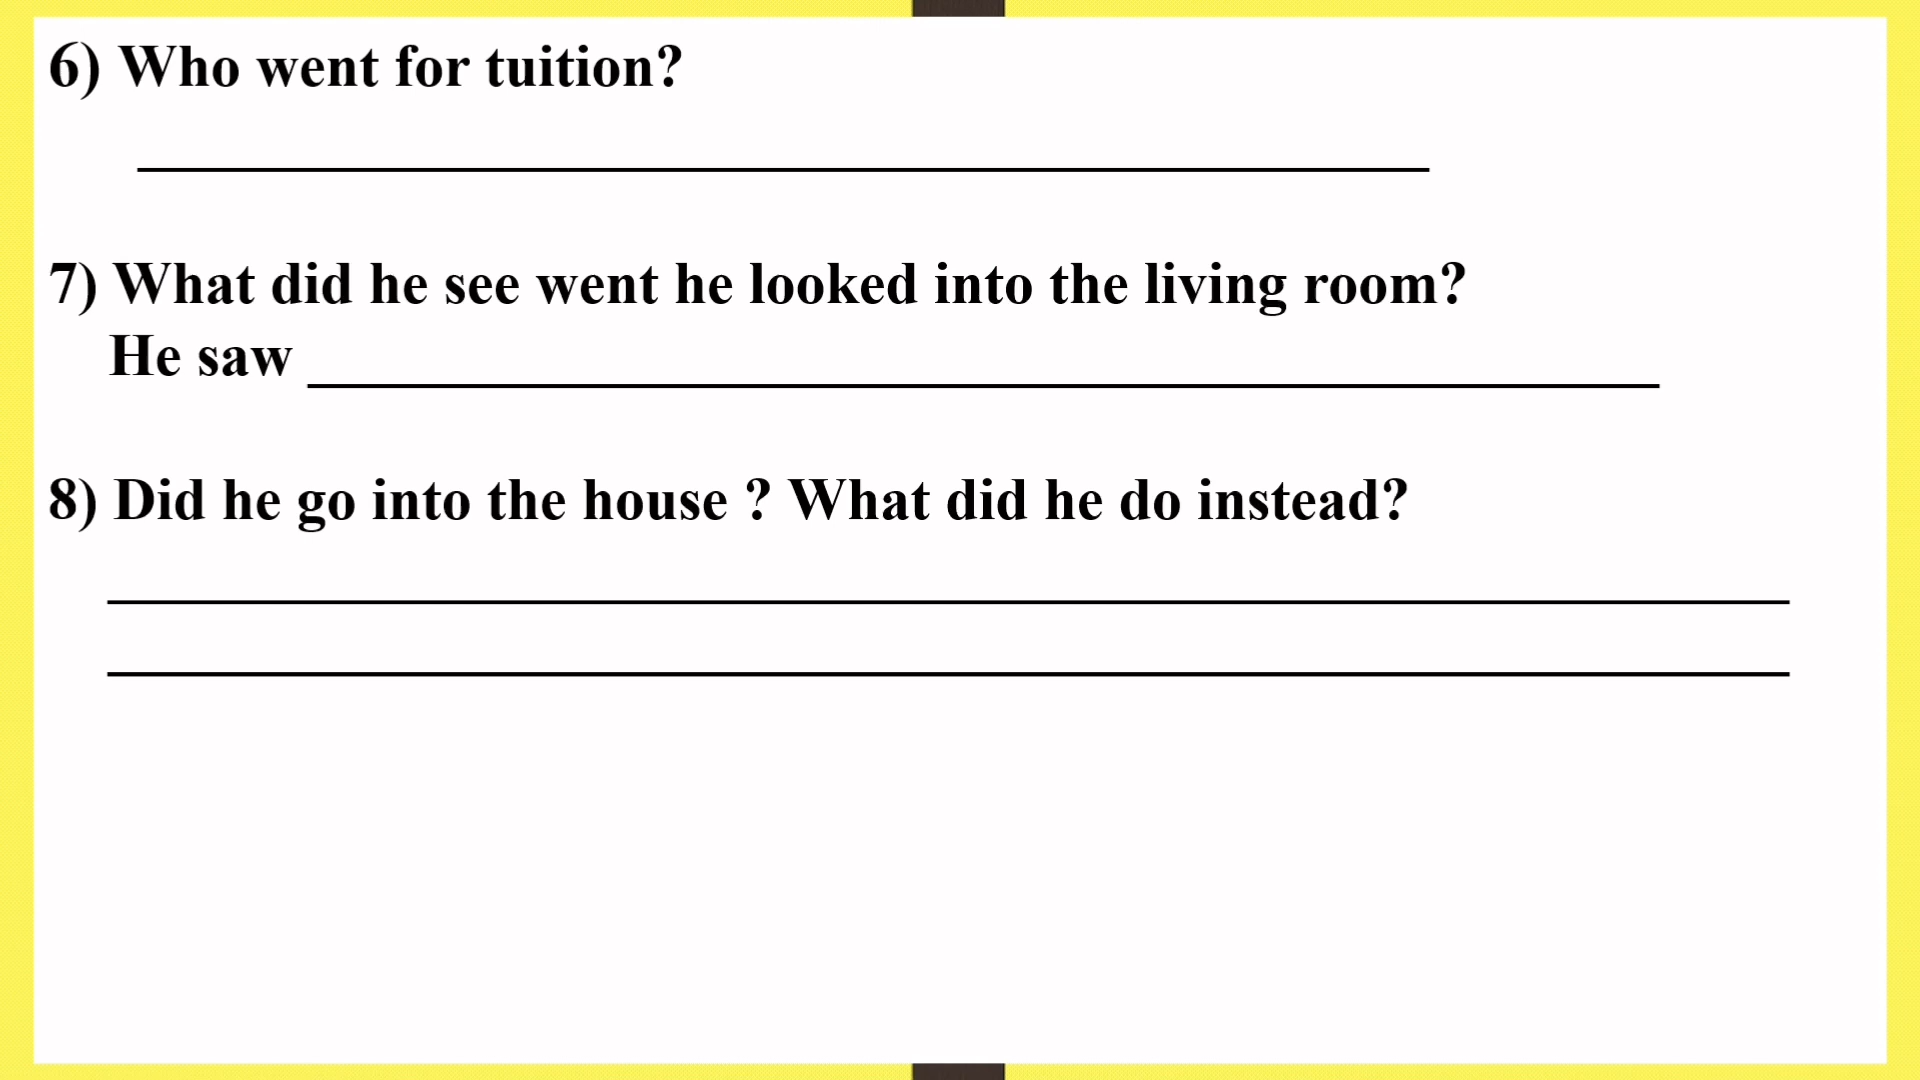 6) Who went for tuition?
7) What did he see went he looked into the living room?
He saw
8) Did he go into the house ? What did he do instead?